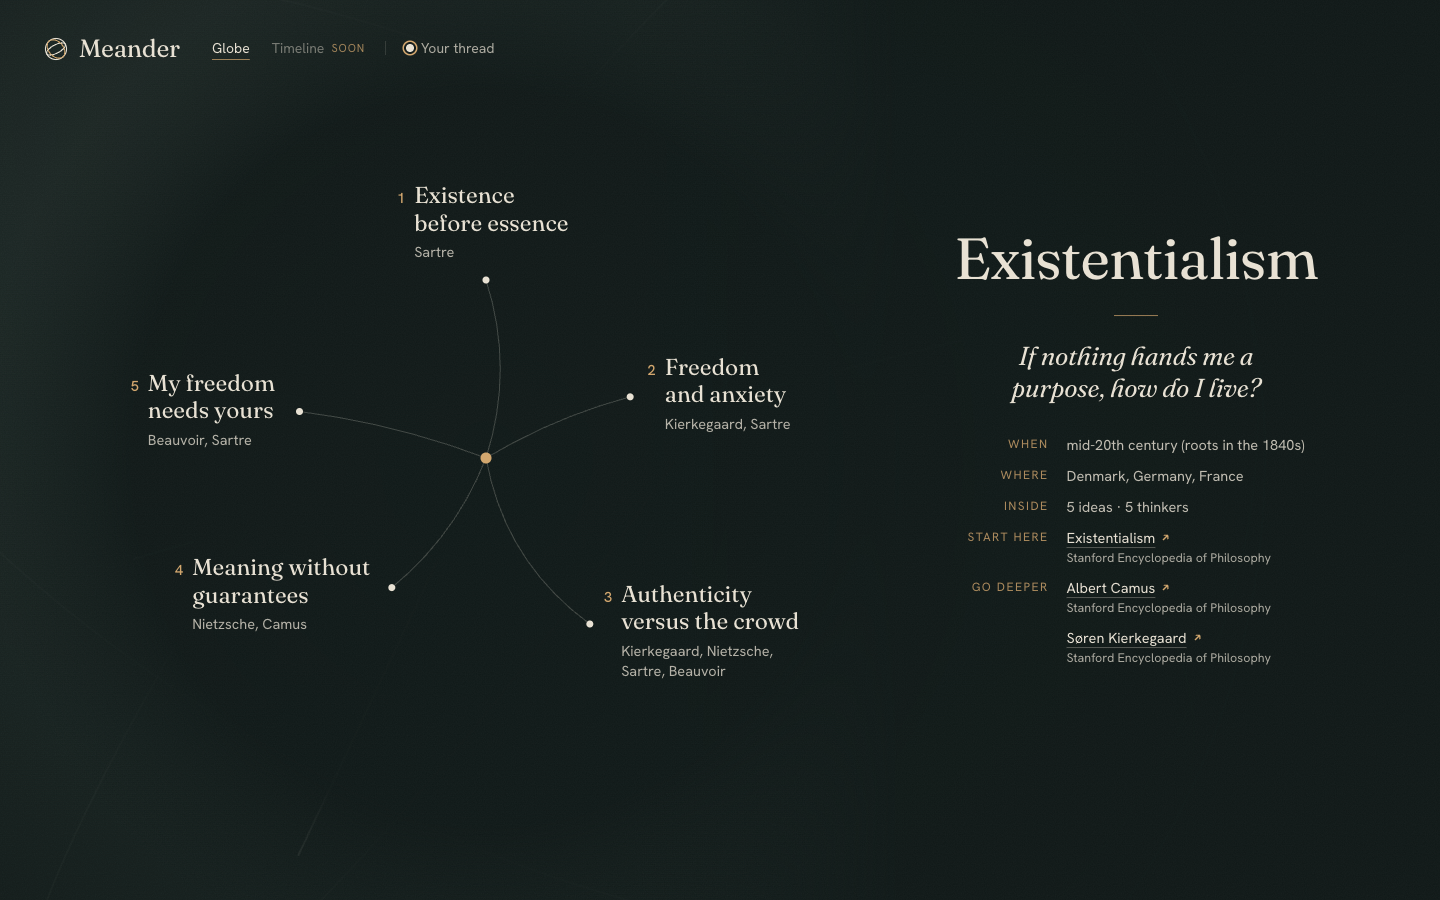 Meander
Globe
Timeline SOON
Your thread
1 Existence
before essence
Sartre
2 Freedom
and anxiety
Kierkegaard, Sartre
3 Authenticity
versus the crowd
Kierkegaard, Nietzsche,
Sartre, Beauvoir
4 Meaning without
guarantees
Nietzsche, Camus
5 My freedom
needs yours
Beauvoir, Sartre
Existentialism
If nothing hands me a
purpose, how do I live?
WHEN mid-20th century (roots in the 1840s)
WHERE Denmark, Germany, France
INSIDE 5 ideas · 5 thinkers
START HERE Existentialism ↗
Stanford Encyclopedia of Philosophy
GO DEEPER Albert Camus ↗
Stanford Encyclopedia of Philosophy
Søren Kierkegaard ↗
Stanford Encyclopedia of Philosophy